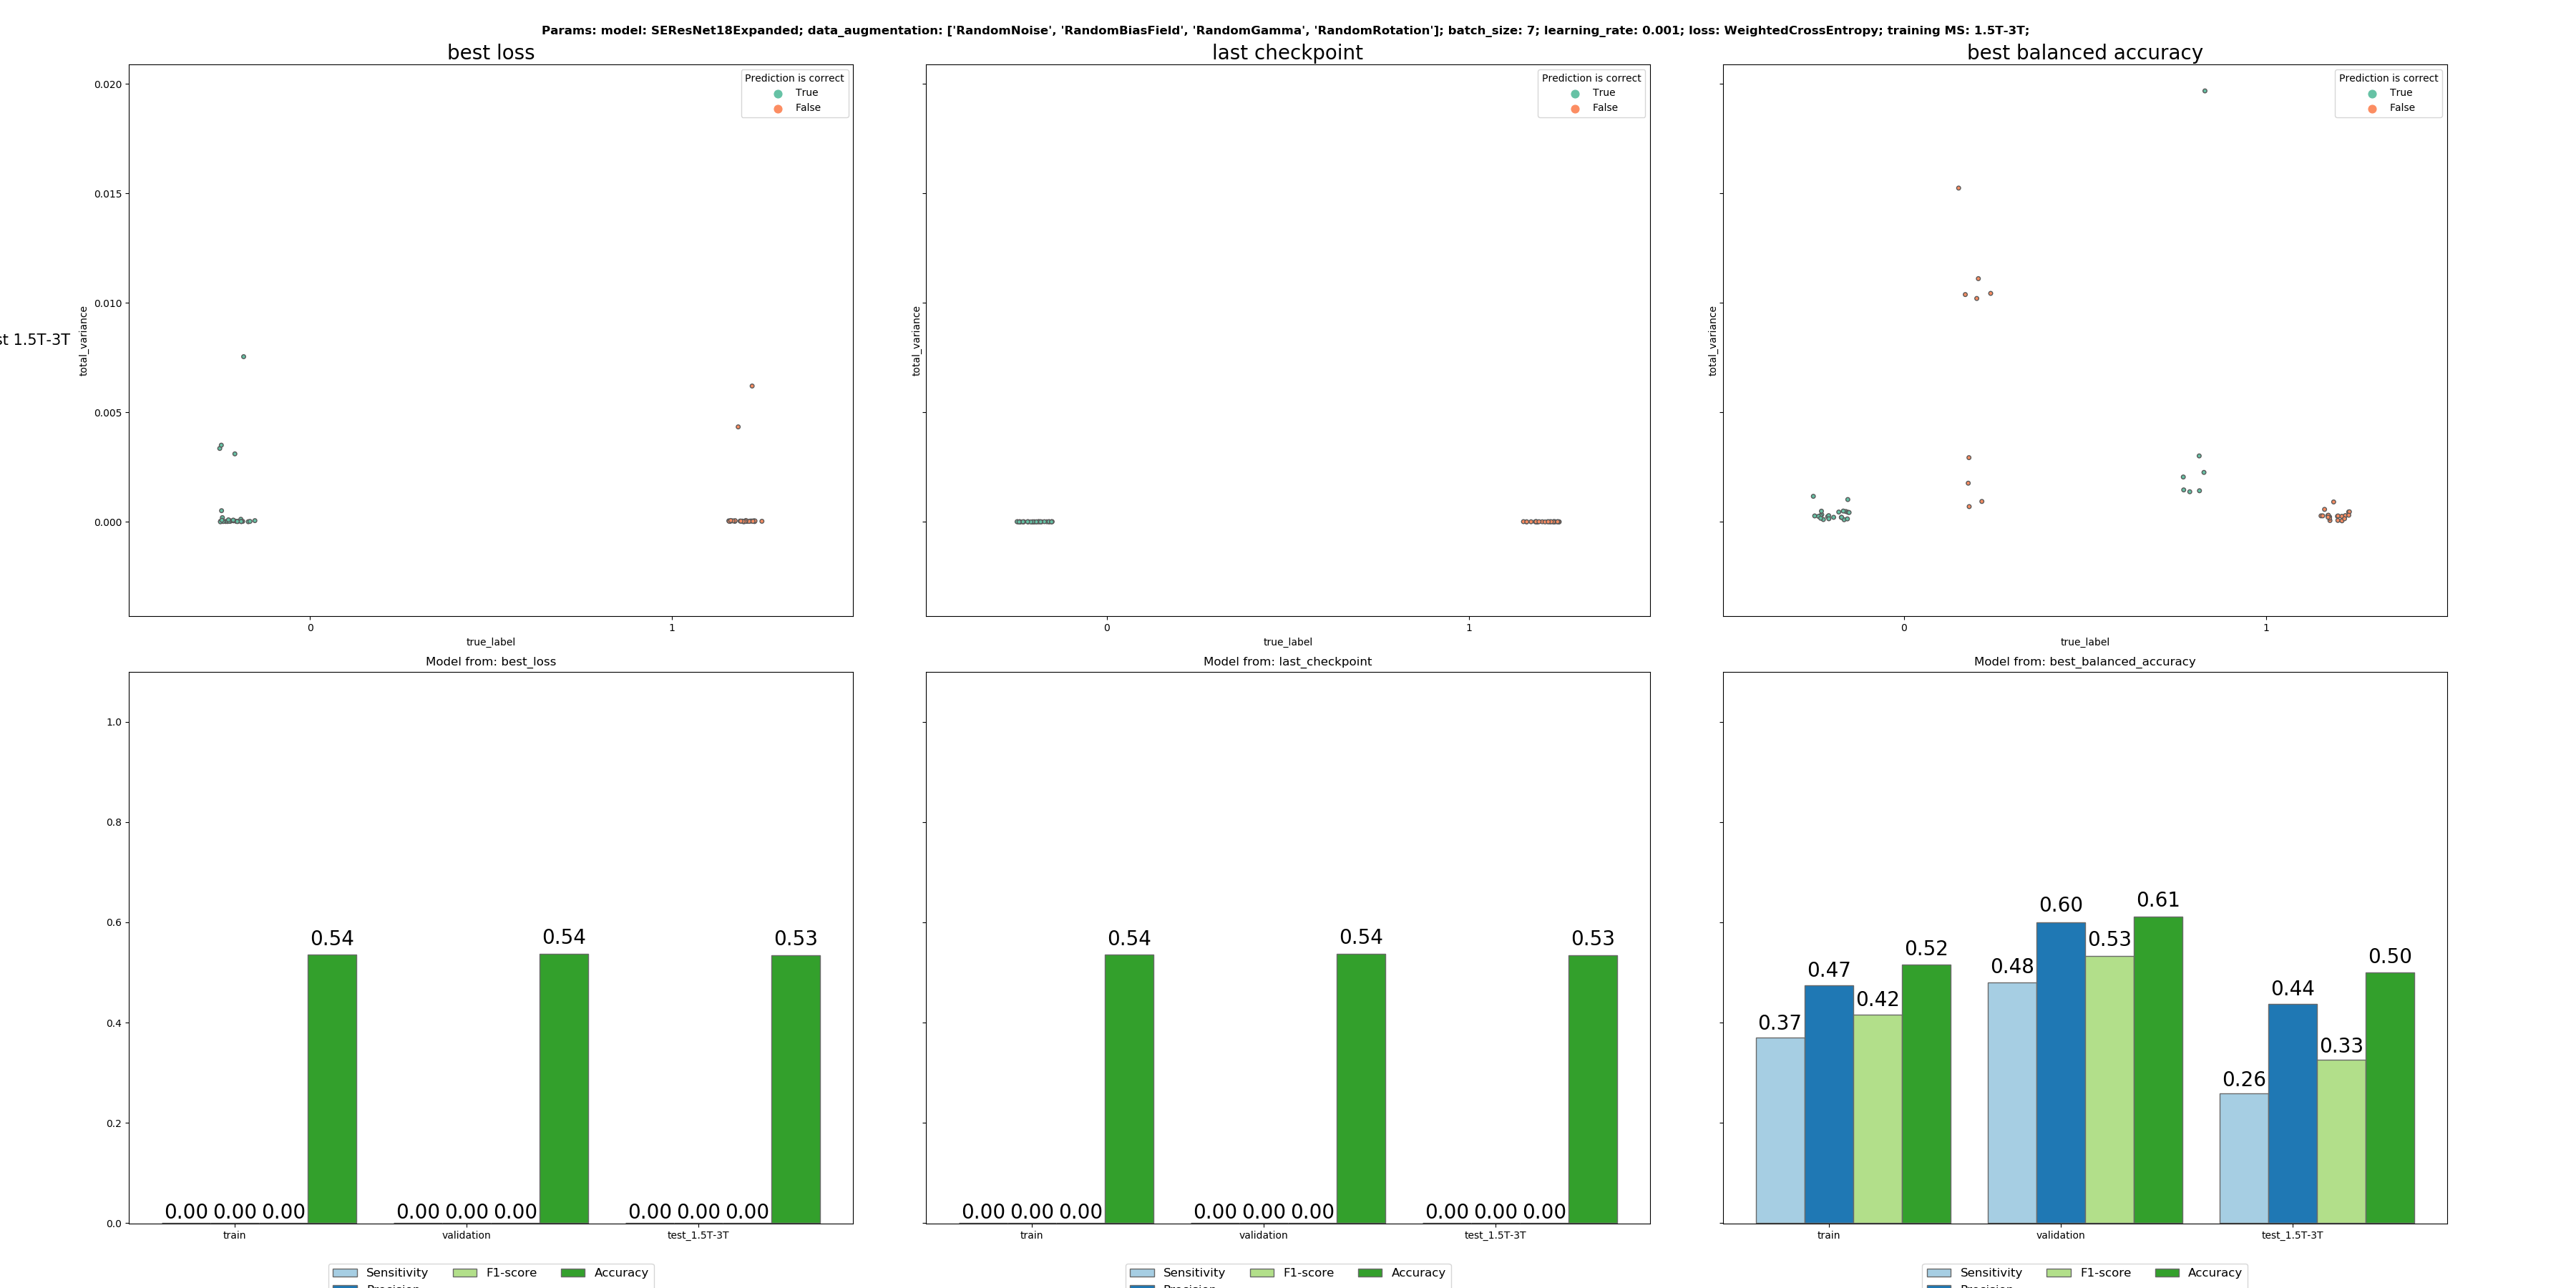 Params: model: SEResNet18Expanded; data_augmentation: ['RandomNoise', 'RandomBiasField', 'RandomGamma', 'RandomRotation']; batch_size: 7; learning_rate: 0.001; loss: WeightedCrossEntropy; training MS: 1.5T-3T;
best loss
Prediction is correct
True
False
0.020
0.015
0.010
0.005
0.000
total_variance
st 1.5T-3T
0 1
true_label
last checkpoint
Prediction is correct
True
False
total_variance
0 1
true_label
best balanced accuracy
Prediction is correct
True
False
total_variance
0 1
true_label
Model from: best_loss
1.0
0.8
0.6
0.4
0.2
0.0
0.00 0.00 0.00 0.54
0.00 0.00 0.00 0.54
0.00 0.00 0.00 0.53
train validation test_1.5T-3T
Sensitivity F1-score Accuracy
Precision
Model from: last_checkpoint
0.00 0.00 0.00 0.54
0.00 0.00 0.00 0.54
0.00 0.00 0.00 0.53
train validation test_1.5T-3T
Sensitivity F1-score Accuracy
Precision
Model from: best_balanced_accuracy
0.37 0.47 0.42 0.52
0.48 0.60 0.53 0.61
0.26 0.44 0.33 0.50
train validation test_1.5T-3T
Sensitivity F1-score Accuracy
Precision